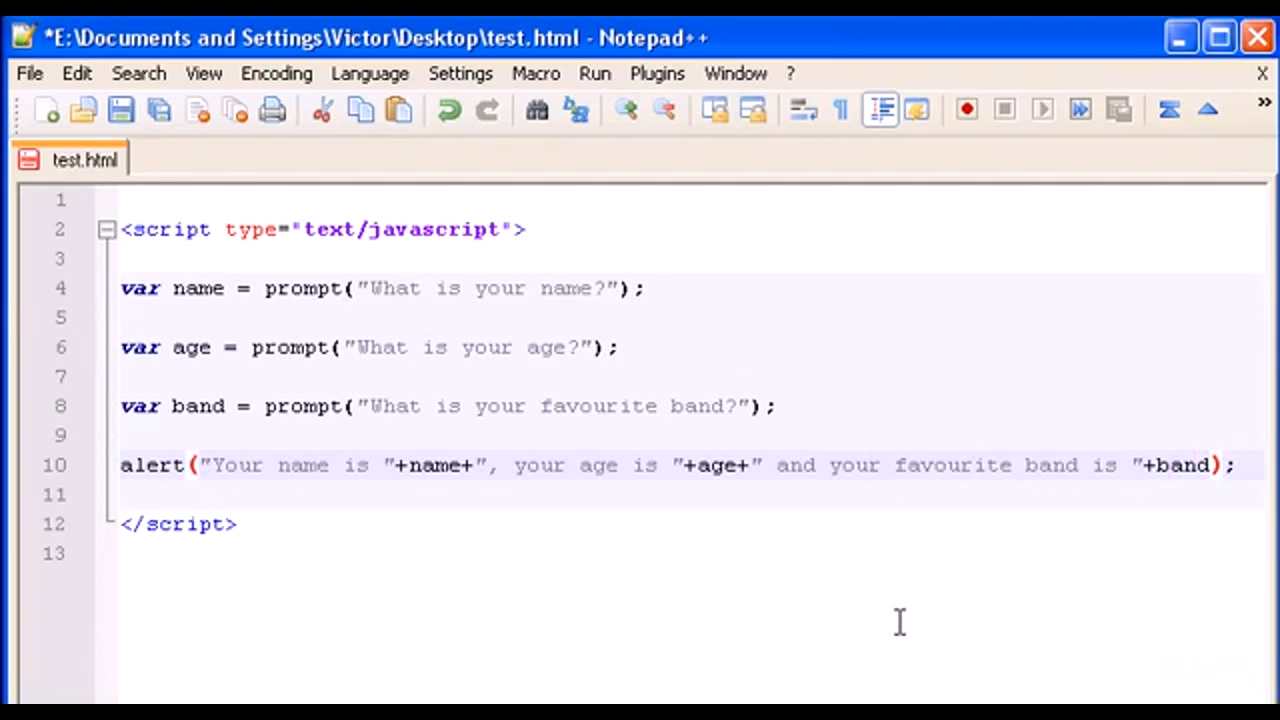 *E:\Documents and Settings\Victor\Desktop\test.html - Notepad++
File Edit Search View Encoding Language Settings Macro Run Plugins Window ? X
test.html
1
2 <script type="text/javascript">
3
4 var name = prompt("What is your name?");
5
6 var age = prompt("What is your age?");
7
8 var band = prompt("What is your favourite band?");
9
10 alert("Your name is "+name+", your age is "+age+" and your favourite band is "+band);
11
12 </script>
13